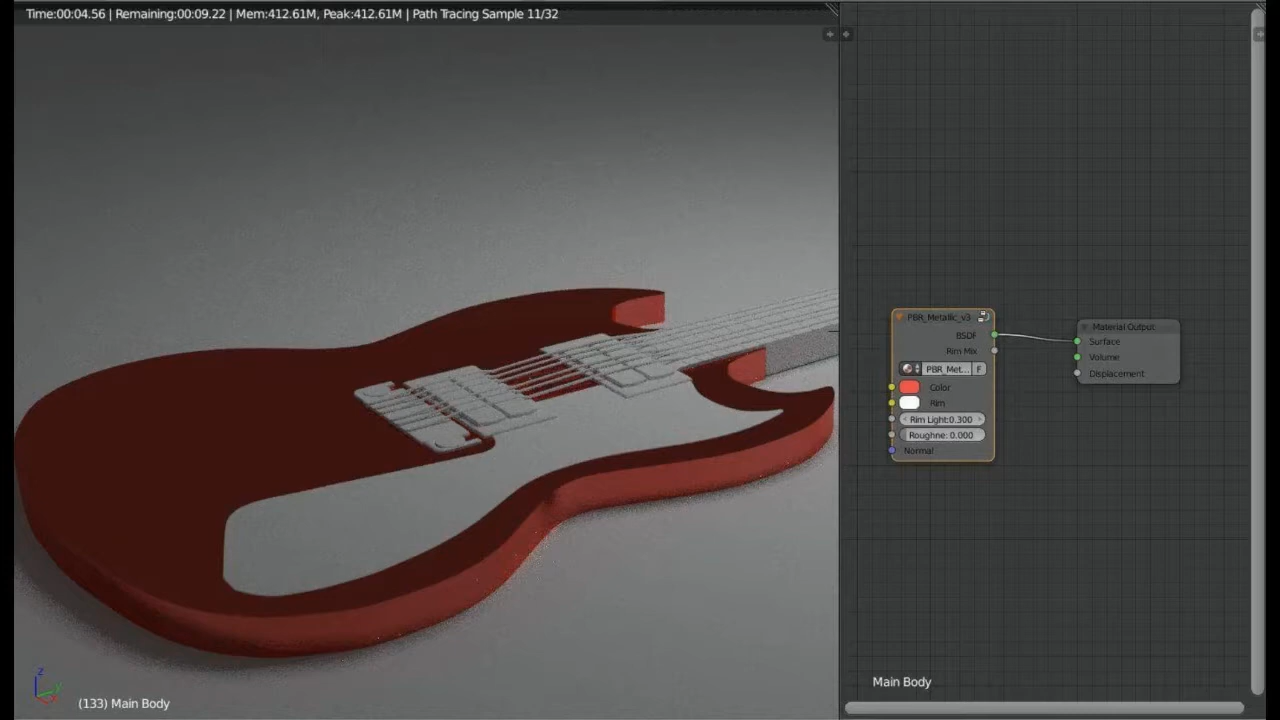 Time:00:04.56 | Remaining:00:09.22 | Mem:412.61M, Peak:412.61M | Path Tracing Sample 11/32
PBR_Metallic_v3
BSDF
Rim Mix
PBR_Met... F
Color
Rim
Rim Light:0.300
Roughne: 0.000
Normal
Material Output
Surface
Volume
Displacement
Main Body
z
y
x
(133) Main Body